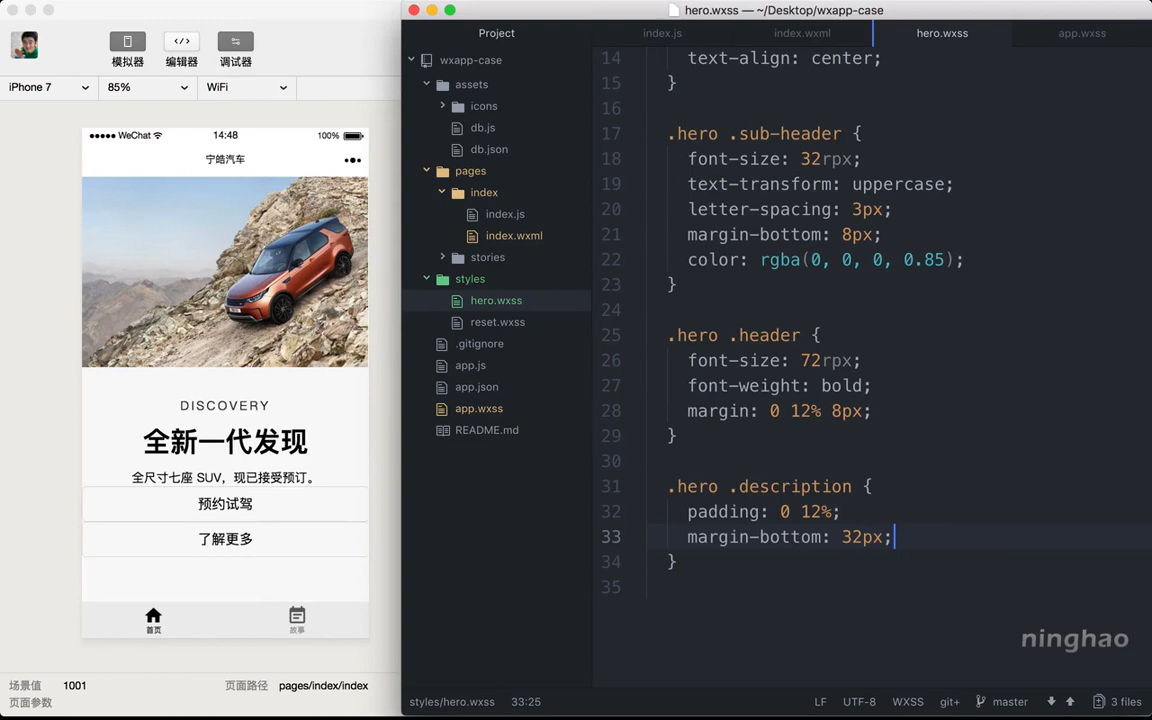 模拟器
编辑器
调试器
iPhone 7
85%
WiFi
WeChat
14:48
100%
宁皓汽车
DISCOVERY
全新一代发现
全尺寸七座 SUV，现已接受预订。
预约试驾
了解更多
首页
故事
场景值
1001
页面路径
pages/index/index
页面参数
hero.wxss — ~/Desktop/wxapp-case
Project
index.js
index.wxml
hero.wxss
app.wxss
wxapp-case
assets
icons
db.js
db.json
pages
index
index.js
index.wxml
stories
styles
hero.wxss
reset.wxss
.gitignore
app.js
app.json
app.wxss
README.md
14 text-align: center;
15 }
16
17 .hero .sub-header {
18 font-size: 32rpx;
19 text-transform: uppercase;
20 letter-spacing: 3px;
21 margin-bottom: 8px;
22 color: rgba(0, 0, 0, 0.85);
23 }
24
25 .hero .header {
26 font-size: 72rpx;
27 font-weight: bold;
28 margin: 0 12% 8px;
29 }
30
31 .hero .description {
32 padding: 0 12%;
33 margin-bottom: 32px;
34 }
35
ninghao
styles/hero.wxss
33:25
LF
UTF-8
WXSS
git+
master
3 files